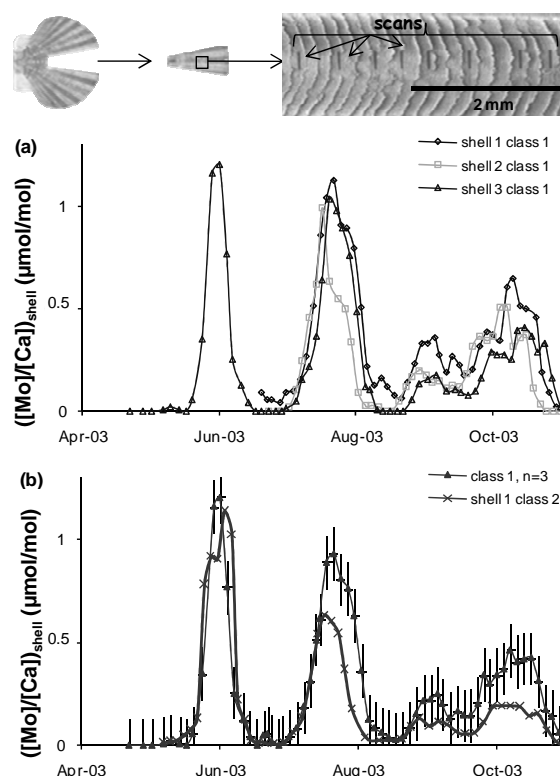 scans
2 mm
(a)
shell 1 class 1
shell 2 class 1
shell 3 class 1
([Mo]/[Ca])shell (µmol/mol)
1
0.5
0
Apr-03 Jun-03 Aug-03 Oct-03
(b)
class 1, n=3
shell 1 class 2
([Mo]/[Ca])shell (µmol/mol)
1
0.5
0
Apr-03 Jun-03 Aug-03 Oct-03